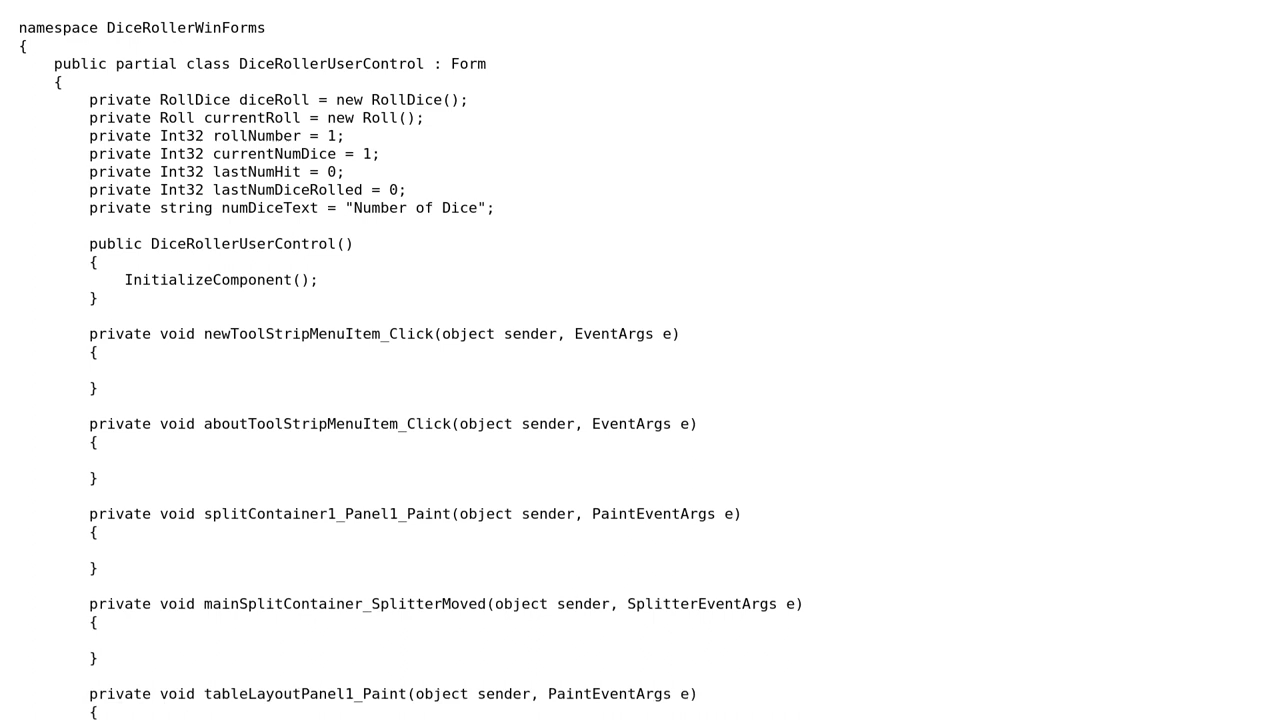 namespace DiceRollerWinForms
{
    public partial class DiceRollerUserControl : Form
    {
        private RollDice diceRoll = new RollDice();
        private Roll currentRoll = new Roll();
        private Int32 rollNumber = 1;
        private Int32 currentNumDice = 1;
        private Int32 lastNumHit = 0;
        private Int32 lastNumDiceRolled = 0;
        private string numDiceText = "Number of Dice";

        public DiceRollerUserControl()
        {
            InitializeComponent();
        }

        private void newToolStripMenuItem_Click(object sender, EventArgs e)
        {

        }

        private void aboutToolStripMenuItem_Click(object sender, EventArgs e)
        {

        }

        private void splitContainer1_Panel1_Paint(object sender, PaintEventArgs e)
        {

        }

        private void mainSplitContainer_SplitterMoved(object sender, SplitterEventArgs e)
        {

        }

        private void tableLayoutPanel1_Paint(object sender, PaintEventArgs e)
        {